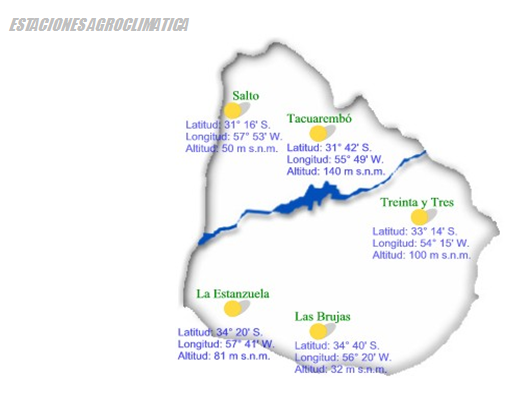 ESTACIONES AGROCLIMATICA
Salto
Latitud: 31° 16' S.
Longitud: 57° 53' W.
Altitud: 50 m s.n.m.
Tacuarembó
Latitud: 31° 42' S.
Longitud: 55° 49' W.
Altitud: 140 m s.n.m.
Treinta y Tres
Latitud: 33° 14' S.
Longitud: 54° 15' W.
Altitud: 100 m s.n.m.
La Estanzuela
Latitud: 34° 20' S.
Longitud: 57° 41' W.
Altitud: 81 m s.n.m.
Las Brujas
Latitud: 34° 40' S.
Longitud: 56° 20' W.
Altitud: 32 m s.n.m.